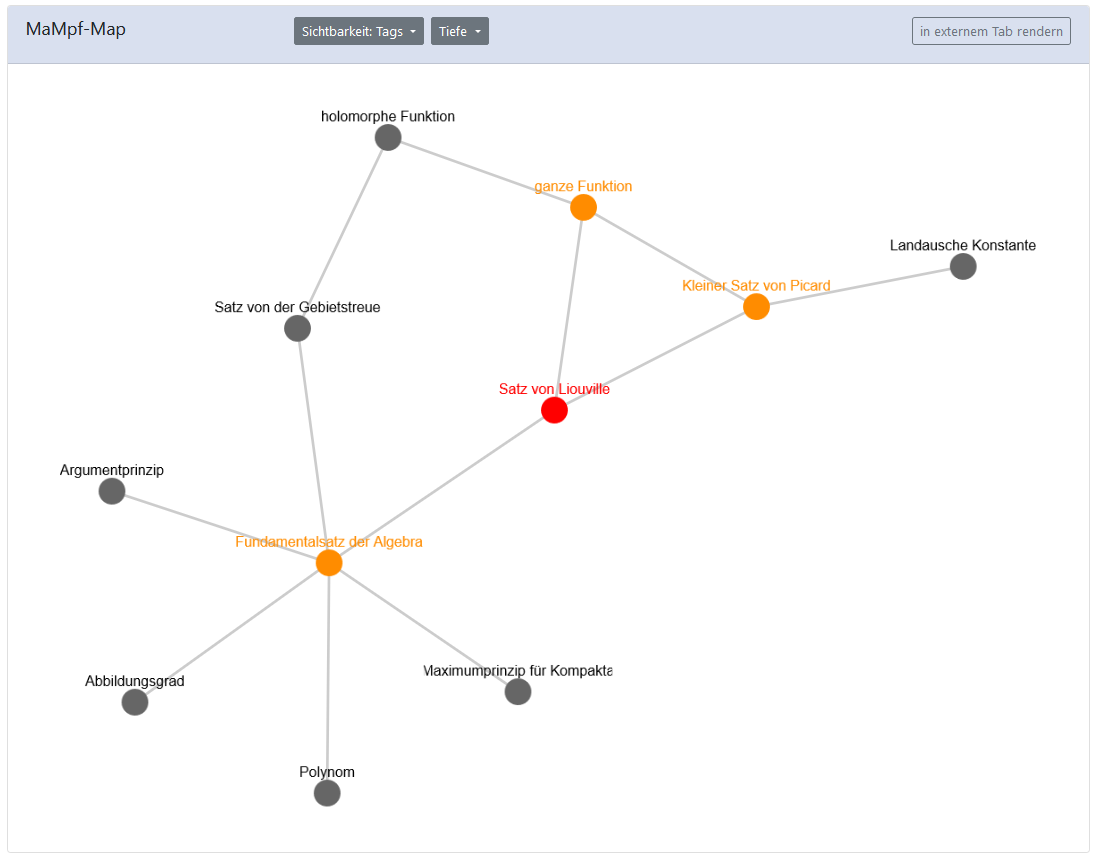 MaMpf-Map
Sichtbarkeit: Tags
Tiefe
in externem Tab rendern
holomorphe Funktion
ganze Funktion
Landausche Konstante
Kleiner Satz von Picard
Satz von der Gebietstreue
Satz von Liouville
Argumentprinzip
Fundamentalsatz der Algebra
Maximumprinzip für Kompakta
Abbildungsgrad
Polynom